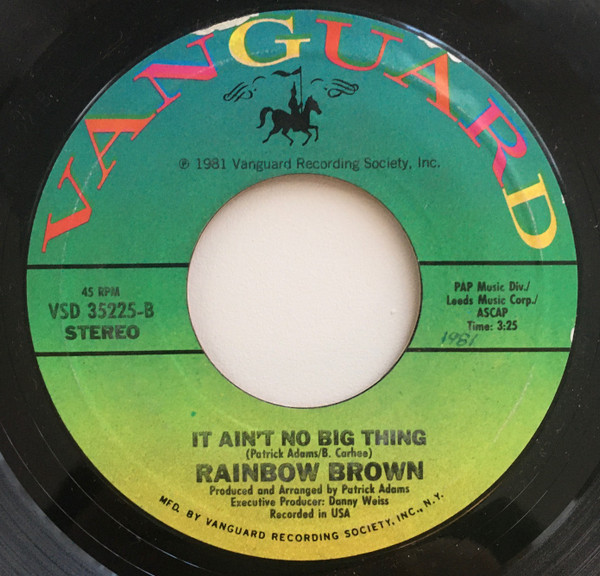 VANGUARD
℗ 1981 Vanguard Recording Society, Inc.
45 RPM
VSD 35225-B
STEREO
PAP Music Div./
Leeds Music Corp./
ASCAP
Time: 3:25
1981
IT AIN'T NO BIG THING
(Patrick Adams/B. Carhee)
RAINBOW BROWN
Produced and Arranged by Patrick Adams
Executive Producer: Danny Weiss
Recorded in USA
MFD. BY VANGUARD RECORDING SOCIETY, INC., N.Y.